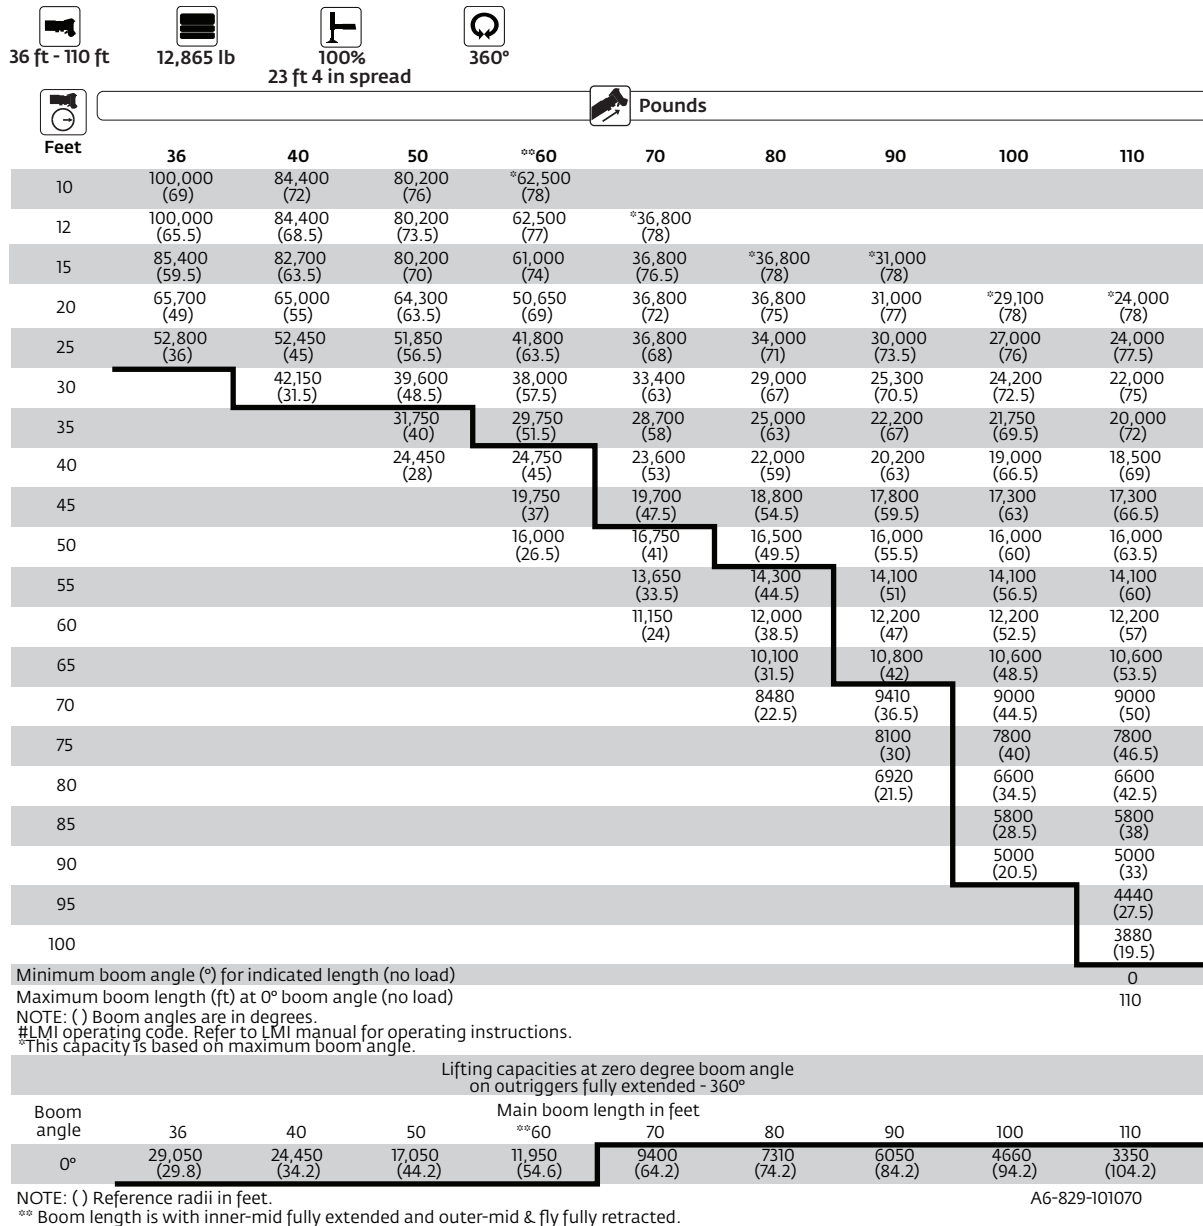 36 ft - 110 ft 12,865 lb 100% 360°
23 ft 4 in spread
Pounds
Feet
36 40 50 **60 70 80 90 100 110
10 100,000 84,400 80,200 *62,500
(69) (72) (76) (78)
12 100,000 84,400 80,200 62,500 *36,800
(65.5) (68.5) (73.5) (77) (78)
15 85,400 82,700 80,200 61,000 36,800 *36,800 *31,000
(59.5) (63.5) (70) (74) (76.5) (78) (78)
20 65,700 65,000 64,300 50,650 36,800 36,800 31,000 *29,100 *24,000
(49) (55) (63.5) (69) (72) (75) (77) (78) (78)
25 52,800 52,450 51,850 41,800 36,800 34,000 30,000 27,000 24,000
(36) (45) (56.5) (63.5) (68) (71) (73.5) (76) (77.5)
30 42,150 39,600 38,000 33,400 29,000 25,300 24,200 22,000
(31.5) (48.5) (57.5) (63) (67) (70.5) (72.5) (75)
35 31,750 29,750 28,700 25,000 22,200 21,750 20,000
(40) (51.5) (58) (63) (67) (69.5) (72)
40 24,450 24,750 23,600 22,000 20,200 19,000 18,500
(28) (45) (53) (59) (63) (66.5) (69)
45 19,750 19,700 18,800 17,800 17,300 17,300
(37) (47.5) (54.5) (59.5) (63) (66.5)
50 16,000 16,750 16,500 16,000 16,000 16,000
(26.5) (41) (49.5) (55.5) (60) (63.5)
55 13,650 14,300 14,100 14,100 14,100
(33.5) (44.5) (51) (56.5) (60)
60 11,150 12,000 12,200 12,200 12,200
(24) (38.5) (47) (52.5) (57)
65 10,100 10,800 10,600 10,600
(31.5) (42) (48.5) (53.5)
70 8480 9410 9000 9000
(22.5) (36.5) (44.5) (50)
75 8100 7800 7800
(30) (40) (46.5)
80 6920 6600 6600
(21.5) (34.5) (42.5)
85 5800 5800
(28.5) (38)
90 5000 5000
(20.5) (33)
95 4440
(27.5)
100 3880
(19.5)
Minimum boom angle (°) for indicated length (no load) 0
Maximum boom length (ft) at 0° boom angle (no load) 110
NOTE: ( ) Boom angles are in degrees.
#LMI operating code. Refer to LMI manual for operating instructions.
*This capacity is based on maximum boom angle.
Lifting capacities at zero degree boom angle
on outriggers fully extended - 360°
Boom Main boom length in feet
angle 36 40 50 **60 70 80 90 100 110
0° 29,050 24,450 17,050 11,950 9400 7310 6050 4660 3350
(29.8) (34.2) (44.2) (54.6) (64.2) (74.2) (84.2) (94.2) (104.2)
NOTE: ( ) Reference radii in feet. A6-829-101070
** Boom length is with inner-mid fully extended and outer-mid & fly fully retracted.